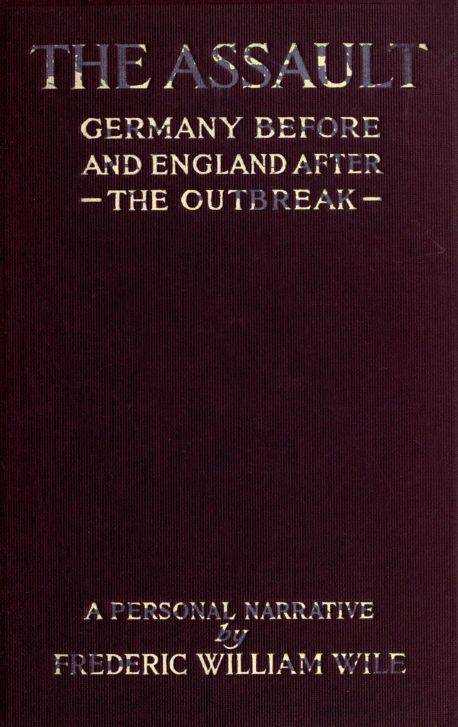 THE ASSAULT
GERMANY BEFORE
AND ENGLAND AFTER
– THE OUTBREAK –
A PERSONAL NARRATIVE
by
FREDERIC WILLIAM WILE